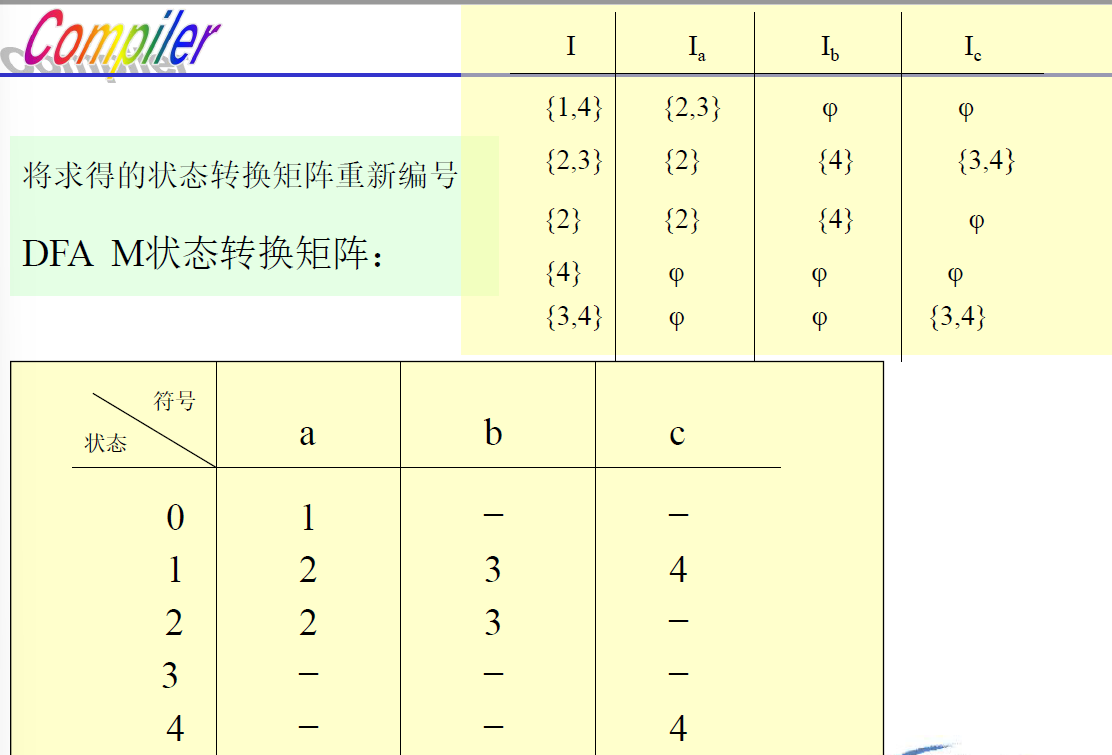 Compiler
I Ia Ib Ic
{1,4} {2,3} φ φ
{2,3} {2} {4} {3,4}
{2} {2} {4} φ
{4} φ φ φ
{3,4} φ φ {3,4}
将求得的状态转换矩阵重新编号
DFA M状态转换矩阵：
符号
状态 a b c
0 1 – –
1 2 3 4
2 2 3 –
3 – – –
4 – – 4